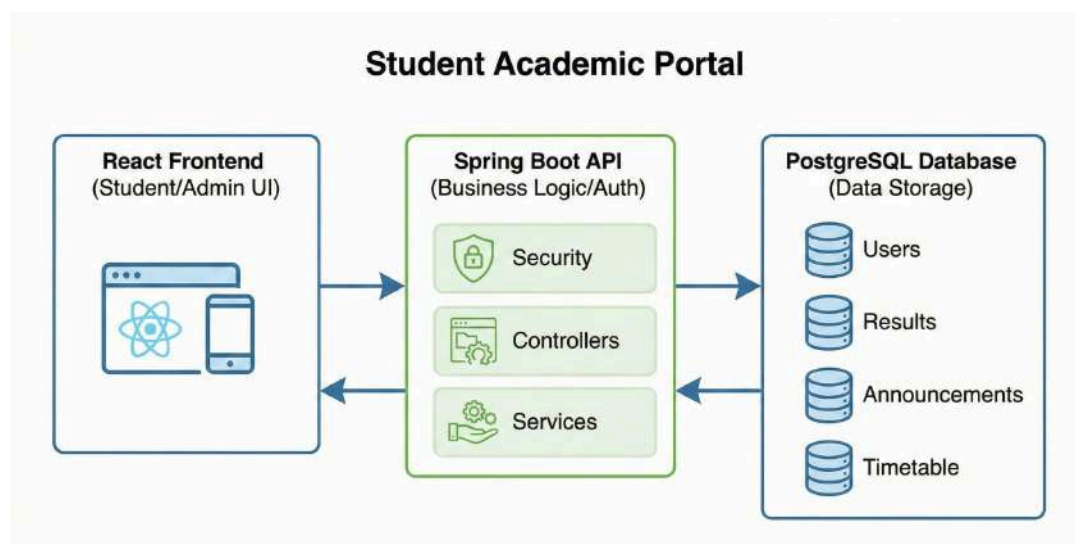 Student Academic Portal
React Frontend
(Student/Admin UI)
Spring Boot API
(Business Logic/Auth)
Security
Controllers
Services
PostgreSQL Database
(Data Storage)
Users
Results
Announcements
Timetable